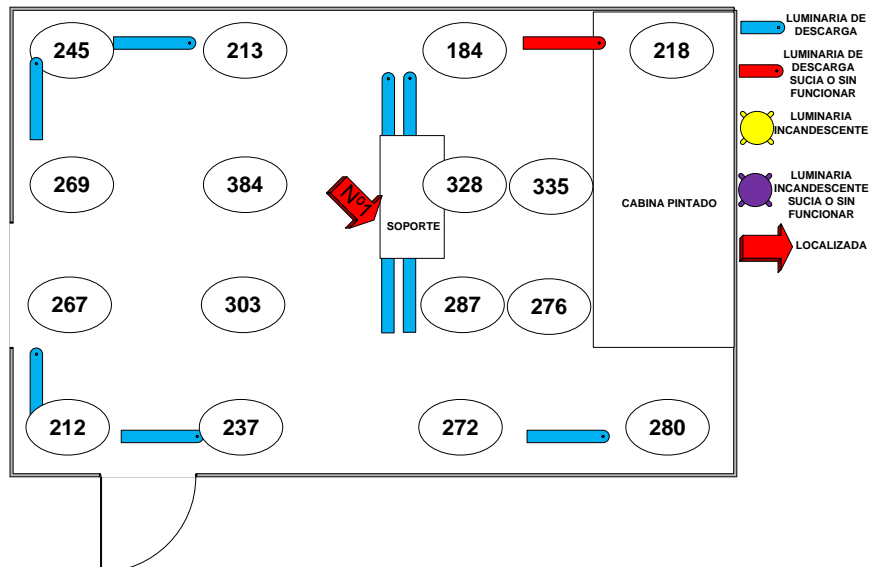 245 213 184 218
LUMINARIA DE
DESCARGA
LUMINARIA DE
DESCARGA
SUCIA O SIN
FUNCIONAR
LUMINARIA
INCANDESCENTE
269 384 328 335
Nº1
SOPORTE
CABINA PINTADO
LUMINARIA
INCANDESCENTE
SUCIA O SIN
FUNCIONAR
LOCALIZADA
267 303 287 276
212 237 272 280